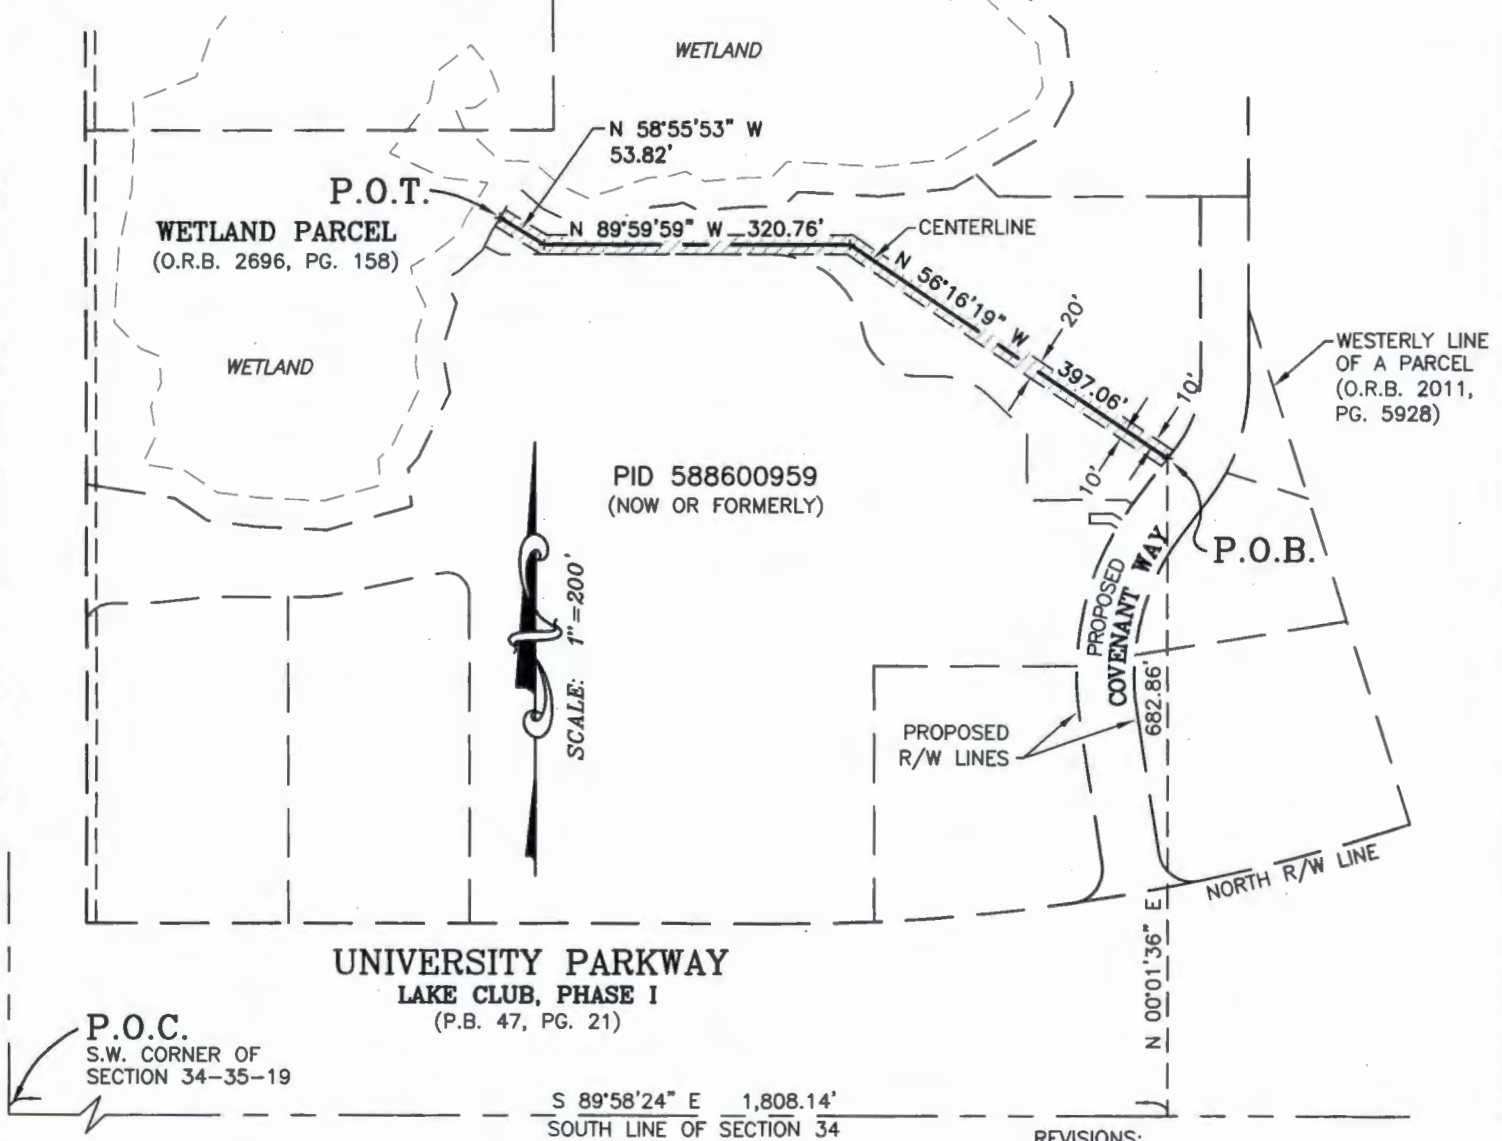 WETLAND
N 58°55'53" W
53.82'
P.O.T.
WETLAND PARCEL
(O.R.B. 2696, PG. 158)
N 89°59'59" W 320.76'
CENTERLINE
N 56°16'19" W
397.06'
20'
10'
10'
WESTERLY LINE
OF A PARCEL
(O.R.B. 2011,
PG. 5928)
WETLAND
PID 588600959
(NOW OR FORMERLY)
P.O.B.
SCALE: 1"=200'
PROPOSED
COVENANT WAY
682.86'
PROPOSED
R/W LINES
NORTH R/W LINE
N 00°01'36" E
UNIVERSITY PARKWAY
LAKE CLUB, PHASE I
(P.B. 47, PG. 21)
P.O.C.
S.W. CORNER OF
SECTION 34-35-19
S 89°58'24" E 1,808.14'
SOUTH LINE OF SECTION 34
REVISIONS: